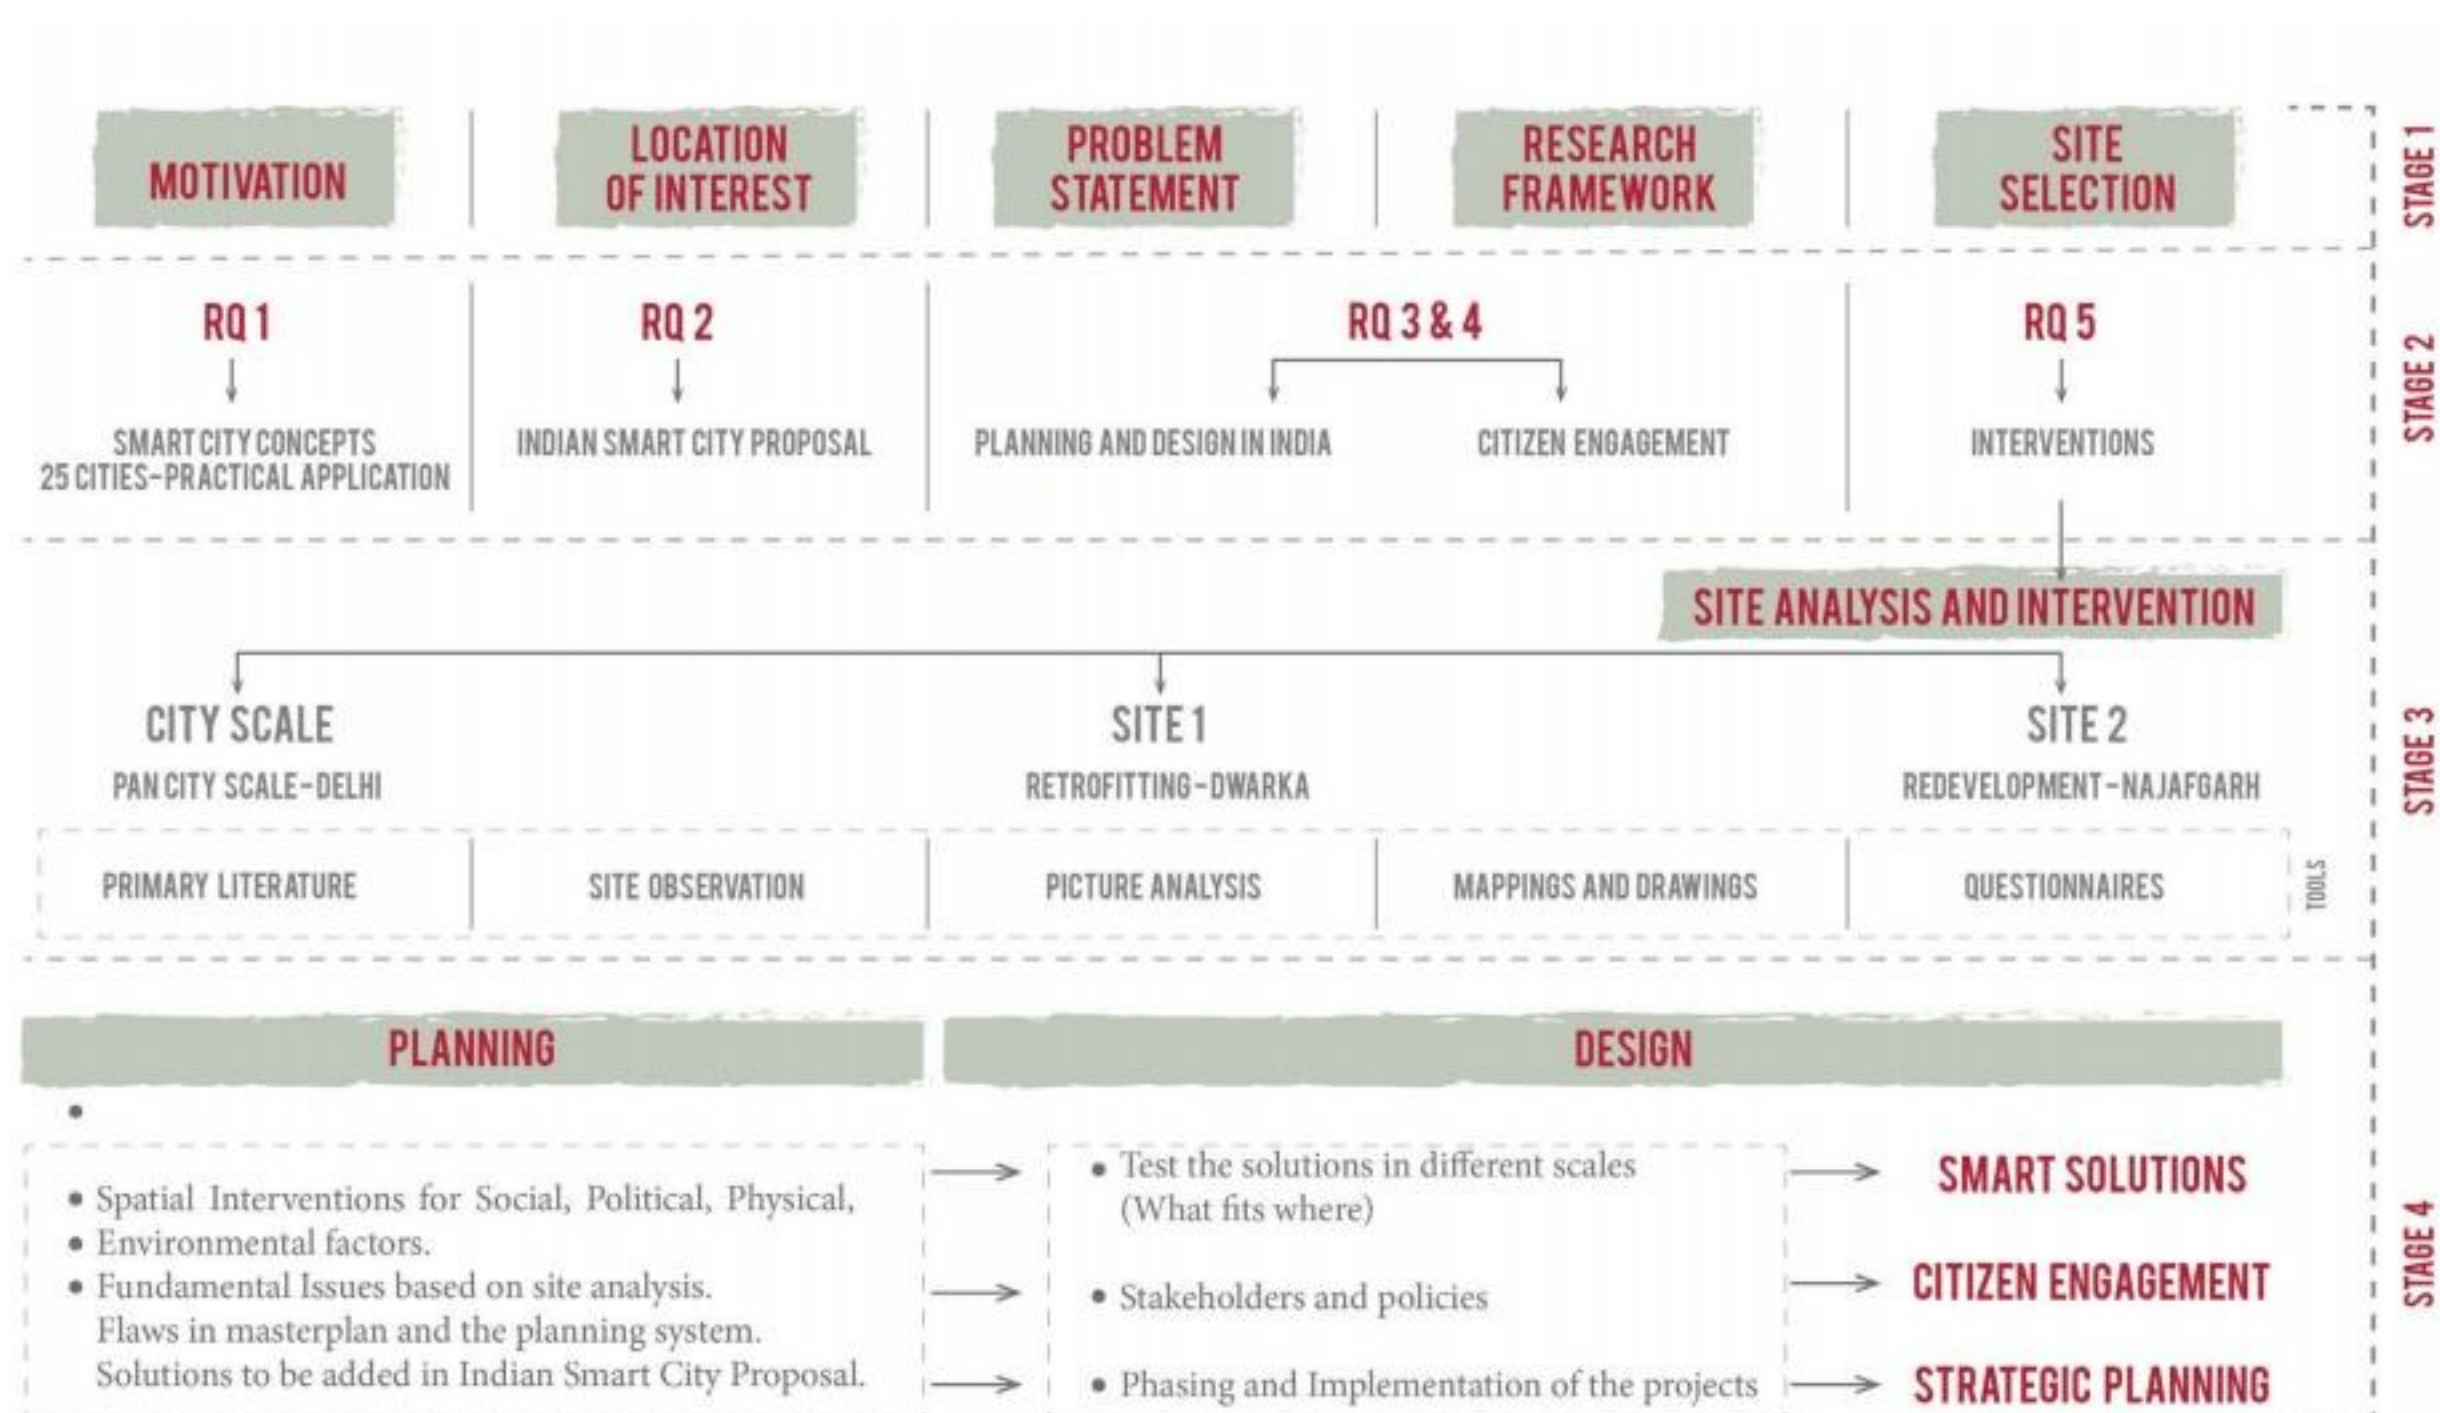 MOTIVATION
LOCATION
OF INTEREST
PROBLEM
STATEMENT
RESEARCH
FRAMEWORK
SITE
SELECTION
STAGE 1
RQ 1
RQ 2
RQ 3 & 4
RQ 5
SMART CITY CONCEPTS
25 CITIES-PRACTICAL APPLICATION
INDIAN SMART CITY PROPOSAL
PLANNING AND DESIGN IN INDIA
CITIZEN ENGAGEMENT
INTERVENTIONS
STAGE 2
SITE ANALYSIS AND INTERVENTION
CITY SCALE
PAN CITY SCALE-DELHI
SITE 1
RETROFITTING-DWARKA
SITE 2
REDEVELOPMENT-NAJAFGARH
STAGE 3
PRIMARY LITERATURE
SITE OBSERVATION
PICTURE ANALYSIS
MAPPINGS AND DRAWINGS
QUESTIONNAIRES
TOOLS
PLANNING
DESIGN
•
• Spatial Interventions for Social, Political, Physical,
• Environmental factors.
• Fundamental Issues based on site analysis.
Flaws in masterplan and the planning system.
Solutions to be added in Indian Smart City Proposal.
• Test the solutions in different scales
(What fits where)
• Stakeholders and policies
• Phasing and Implementation of the projects
SMART SOLUTIONS
CITIZEN ENGAGEMENT
STRATEGIC PLANNING
STAGE 4